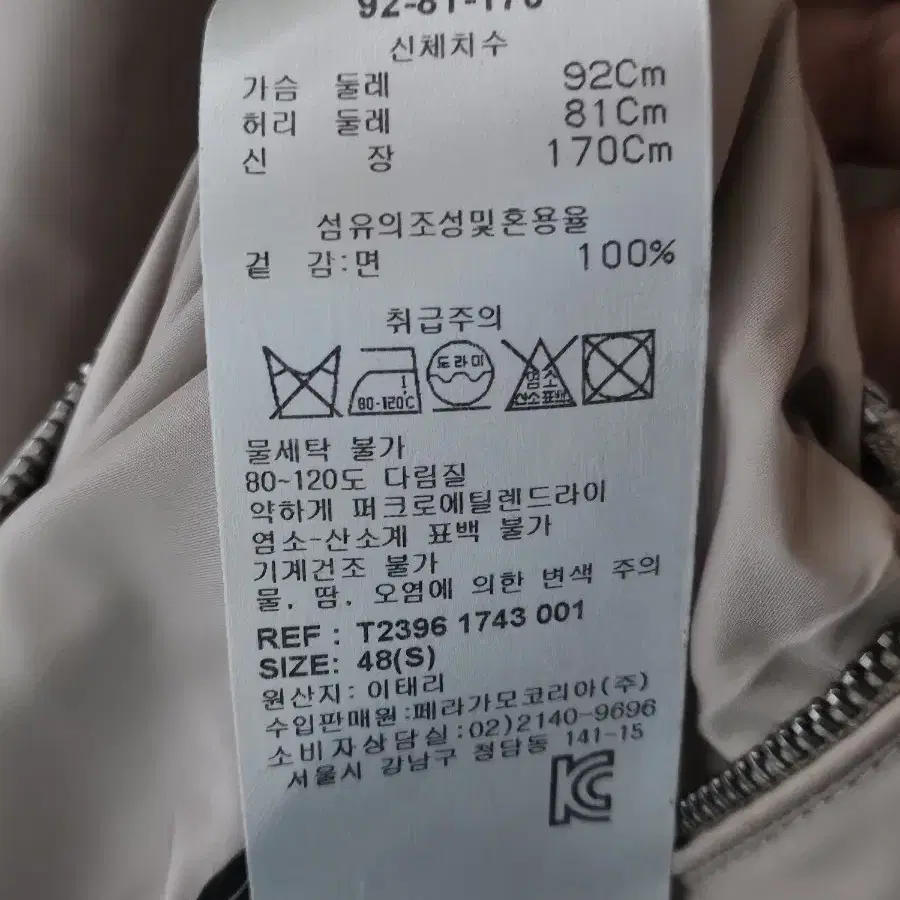 92-81-170
신체치수
가슴 둘레 92Cm
허리 둘레 81Cm
신 장 170Cm
섬유의조성및혼용율
겉 감:면 100%
취급주의
80-120℃
드라이
염소
산소표백
물세탁 불가
80~120도 다림질
약하게 퍼크로에틸렌드라이
염소-산소계 표백 불가
기계건조 불가
물, 땀, 오염에 의한 변색 주의
REF : T2396 1743 001
SIZE: 48(S)
원산지: 이태리
수입판매원:페라가모코리아(주)
소비자상담실:02)2140-9696
서울시 강남구 청담동 141-15